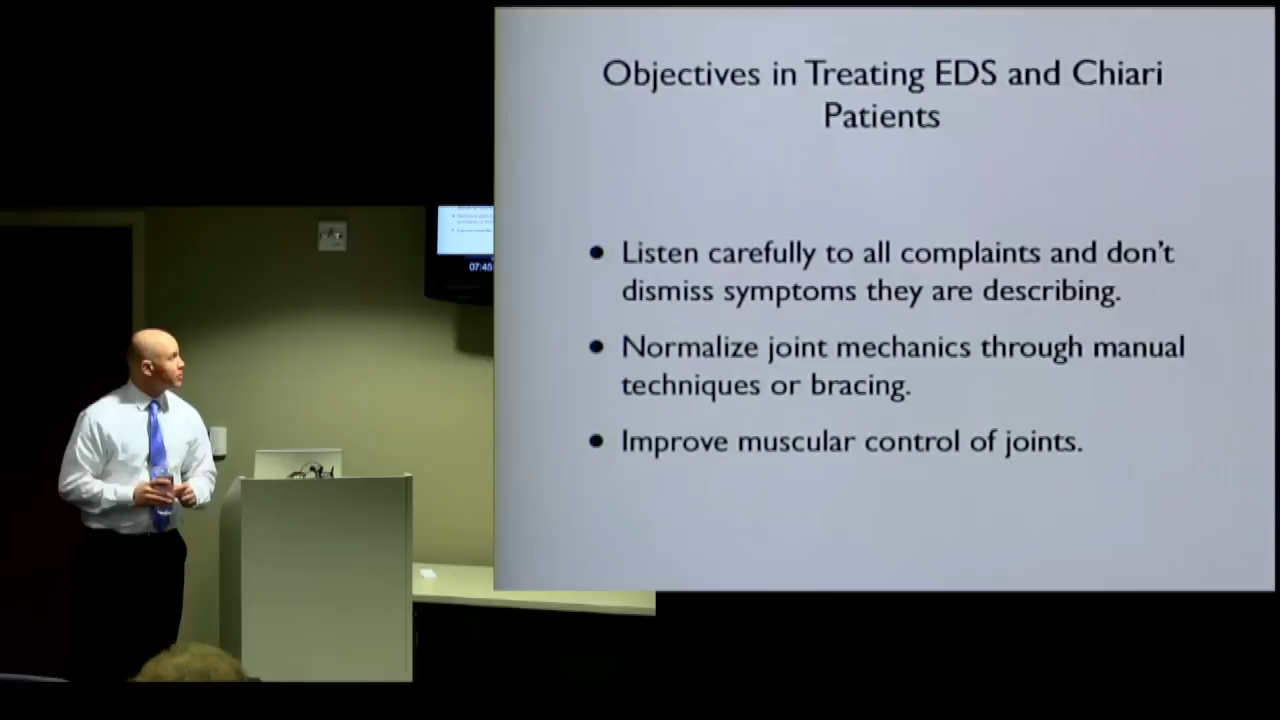 Objectives in Treating EDS and Chiari
Patients
● Listen carefully to all complaints and don't
dismiss symptoms they are describing.
● Normalize joint mechanics through manual
techniques or bracing.
● Improve muscular control of joints.
07:45